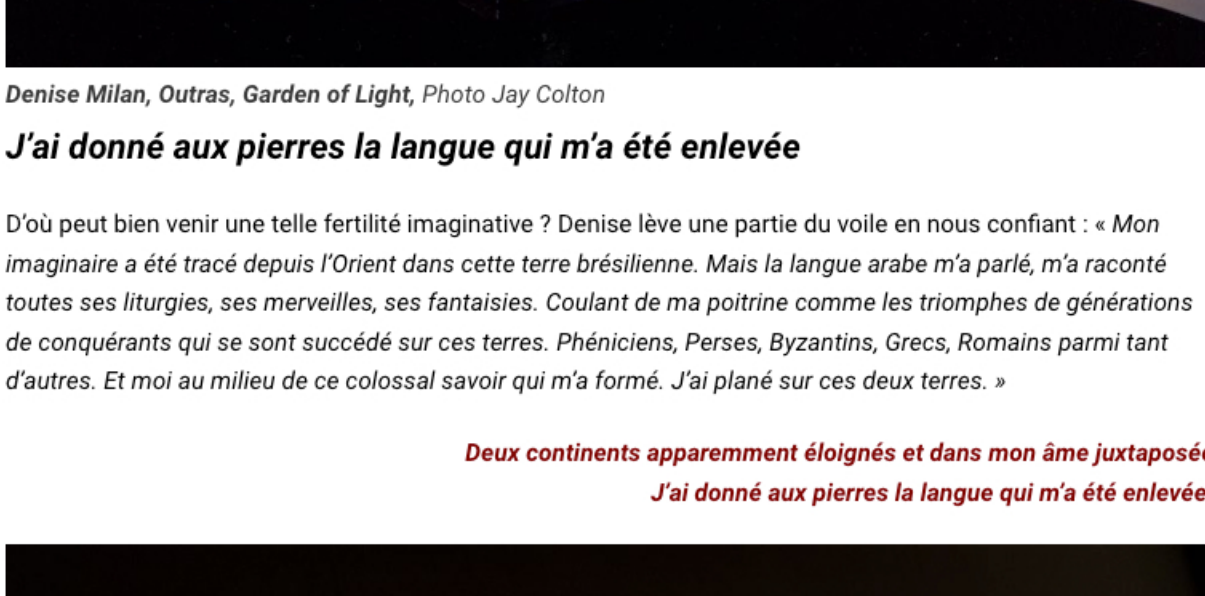 Denise Milan, Outras, Garden of Light, Photo Jay Colton
J’ai donné aux pierres la langue qui m’a été enlevée
D’où peut bien venir une telle fertilité imaginative ? Denise lève une partie du voile en nous confiant : « Mon
imaginaire a été tracé depuis l’Orient dans cette terre brésilienne. Mais la langue arabe m’a parlé, m’a raconté
toutes ses liturgies, ses merveilles, ses fantaisies. Coulant de ma poitrine comme les triomphes de générations
de conquérants qui se sont succédé sur ces terres. Phéniciens, Perses, Byzantins, Grecs, Romains parmi tant
d’autres. Et moi au milieu de ce colossal savoir qui m’a formé. J’ai plané sur ces deux terres. »
Deux continents apparemment éloignés et dans mon âme juxtaposé
J’ai donné aux pierres la langue qui m’a été enlevée